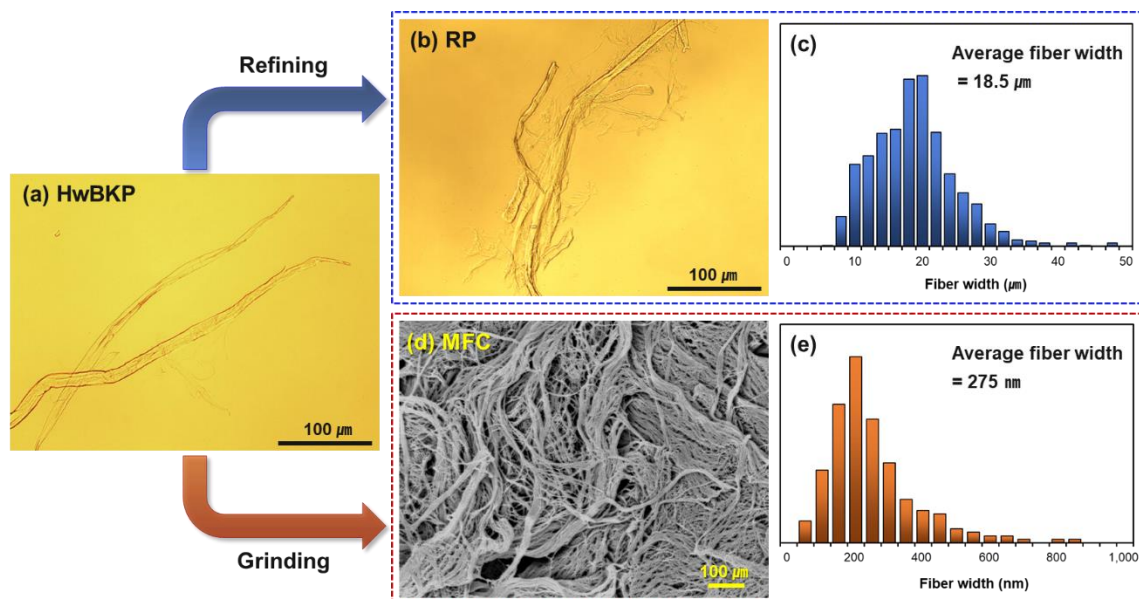 Refining
(a) HwBKP
100 ㎛
Grinding
(b) RP
100 ㎛
(c)
Average fiber width
= 18.5 ㎛
0 10 20 30 40 50
Fiber width (㎛)
(d) MFC
100 ㎛
(e)
Average fiber width
= 275 ㎚
0 200 400 600 800 1,000
Fiber width (nm)